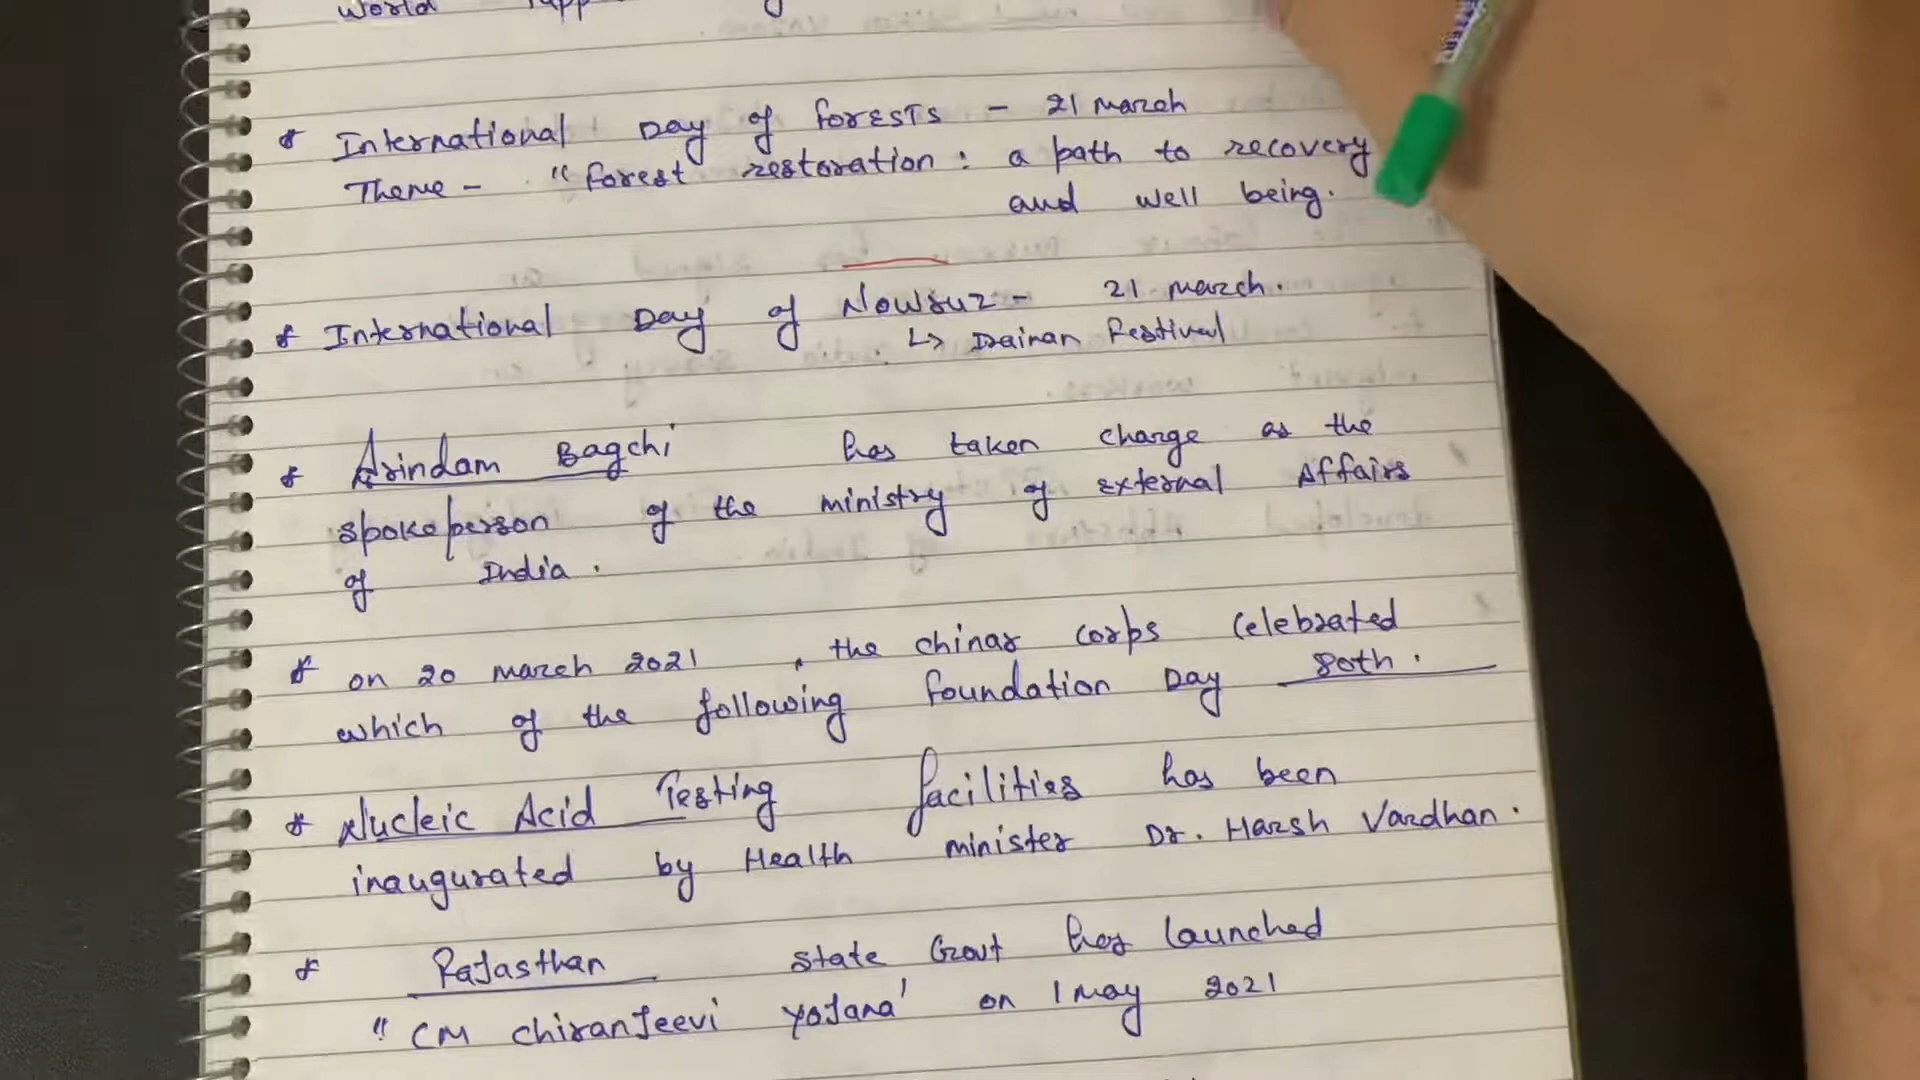 World
* International Day of forests - 21 march
Theme - "forest restoration : a path to recovery
and well being.
* International Day of Nowruz - 21 march.
↳ Irainan Festival
* Arindam Bagchi has taken charge as the
spokeperson of the ministry of external Affairs
of India.
* on 20 march 2021, the chinar corps celebrated
which of the following foundation Day 80th.
* Nucleic Acid Testing facilities has been
inaugurated by Health minister Dr. Harsh Vardhan.
* Rajasthan state Govt has launched
"CM chiranjeevi yojana' on 1 may 2021